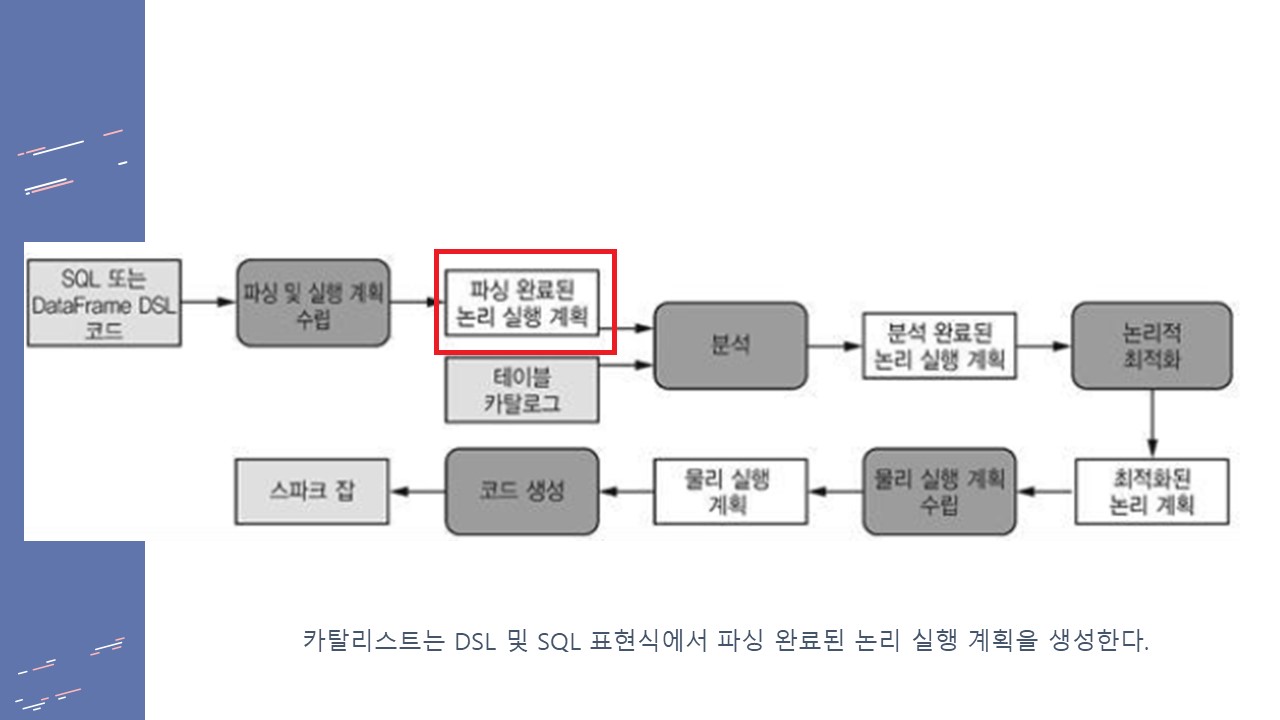 SQL 또는
DataFrame DSL
코드
파싱 및 실행 계획
수립
파싱 완료된
논리 실행 계획
테이블
카탈로그
분석
분석 완료된
논리 실행 계획
논리적
최적화
최적화된
논리 계획
물리 실행 계획
수립
물리 실행
계획
코드 생성
스파크 잡
카탈리스트는 DSL 및 SQL 표현식에서 파싱 완료된 논리 실행 계획을 생성한다.